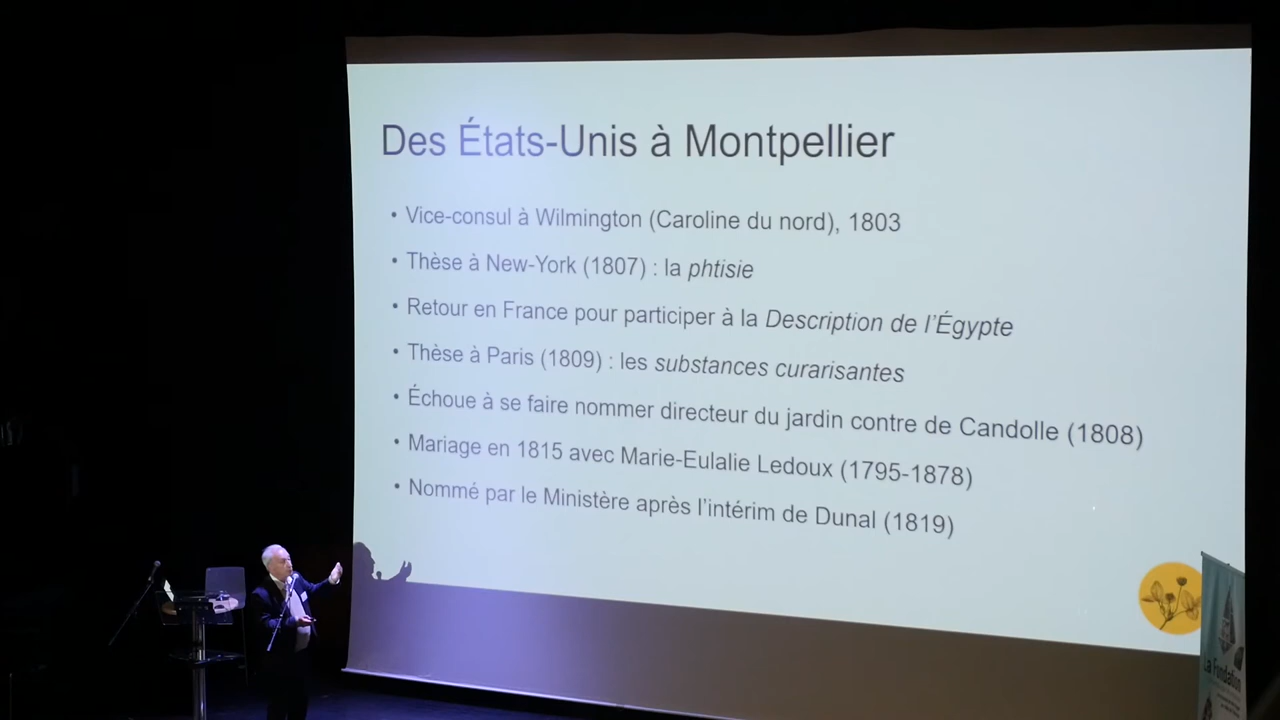 Des États-Unis à Montpellier
• Vice-consul à Wilmington (Caroline du nord), 1803
• Thèse à New-York (1807) : la phtisie
• Retour en France pour participer à la Description de l'Égypte
• Thèse à Paris (1809) : les substances curarisantes
• Échoue à se faire nommer directeur du jardin contre de Candolle (1808)
• Mariage en 1815 avec Marie-Eulalie Ledoux (1795-1878)
• Nommé par le Ministère après l'intérim de Dunal (1819)
La Fondation